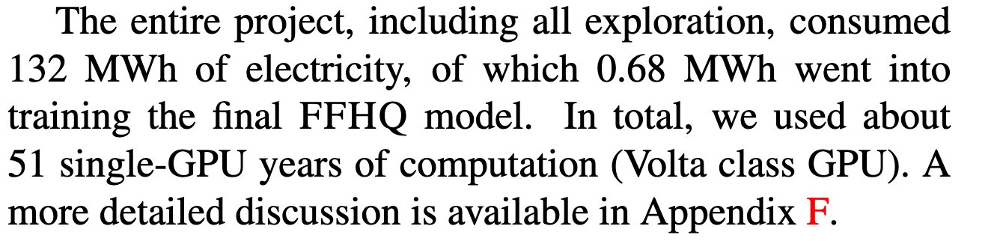 The entire project, including all exploration, consumed
132 MWh of electricity, of which 0.68 MWh went into
training the final FFHQ model. In total, we used about
51 single-GPU years of computation (Volta class GPU). A
more detailed discussion is available in Appendix F.